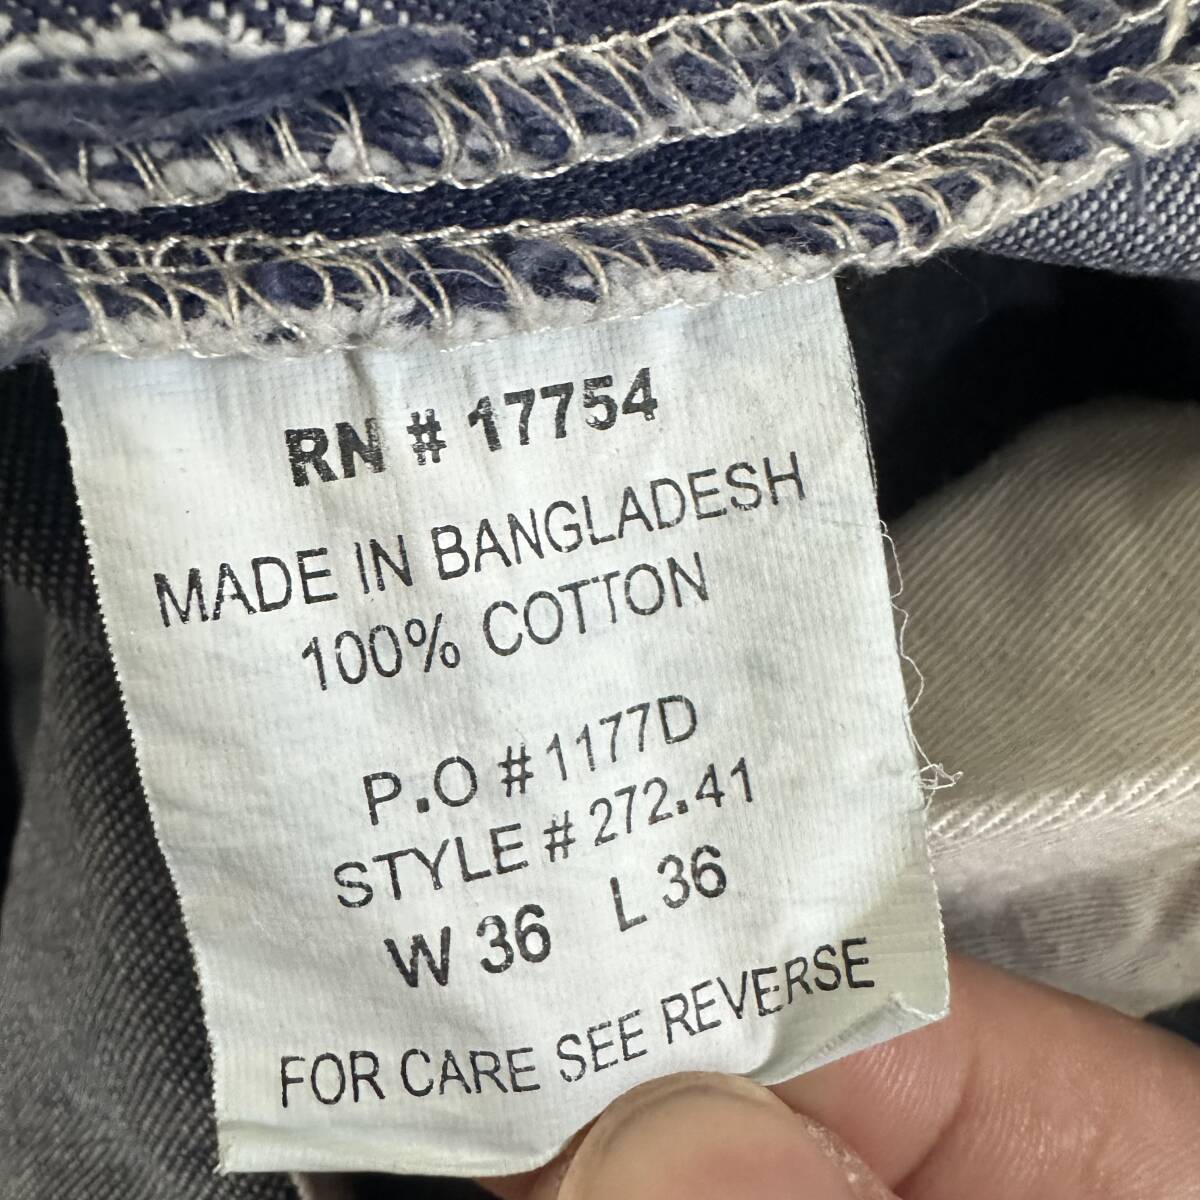 RN # 17754
MADE IN BANGLADESH
100% COTTON
P.O # 1177D
STYLE # 272.41
W 36 L 36
FOR CARE SEE REVERSE